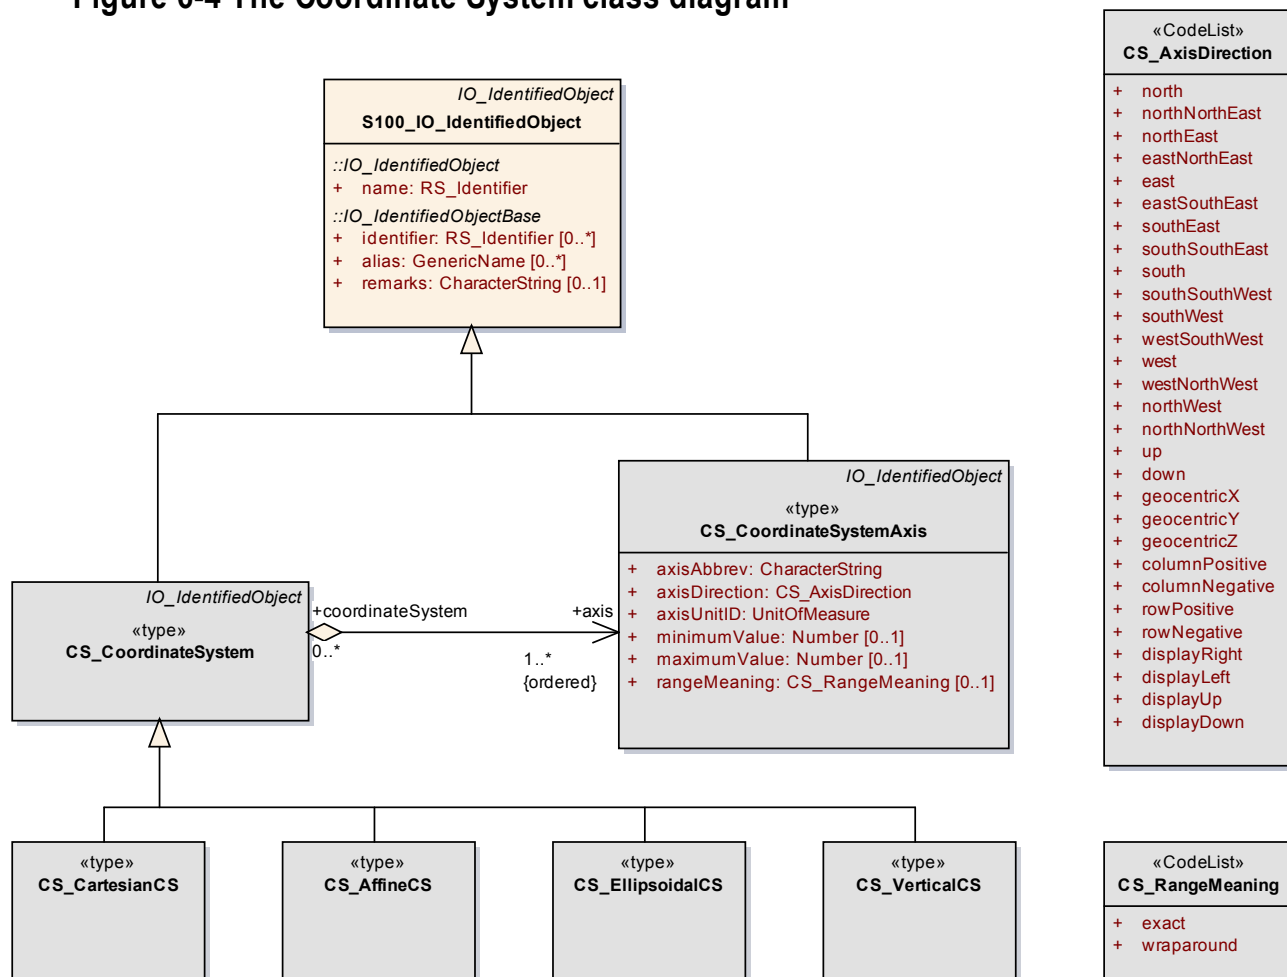 Figure 6-4 The Coordinate System class diagram
IO_IdentifiedObject
S100_IO_IdentifiedObject
::IO_IdentifiedObject
+ name: RS_Identifier
::IO_IdentifiedObjectBase
+ identifier: RS_Identifier [0..*]
+ alias: GenericName [0..*]
+ remarks: CharacterString [0..1]
«CodeList»
CS_AxisDirection
+ north
+ northNorthEast
+ northEast
+ eastNorthEast
+ east
+ eastSouthEast
+ southEast
+ southSouthEast
+ south
+ southSouthWest
+ southWest
+ westSouthWest
+ west
+ westNorthWest
+ northWest
+ northNorthWest
+ up
+ down
+ geocentricX
+ geocentricY
+ geocentricZ
+ columnPositive
+ columnNegative
+ rowPositive
+ rowNegative
+ displayRight
+ displayLeft
+ displayUp
+ displayDown
IO_IdentifiedObject
«type»
CS_CoordinateSystemAxis
+ axisAbbrev: CharacterString
+ axisDirection: CS_AxisDirection
+ axisUnitID: UnitOfMeasure
+ minimumValue: Number [0..1]
+ maximumValue: Number [0..1]
+ rangeMeaning: CS_RangeMeaning [0..1]
IO_IdentifiedObject
«type»
CS_CoordinateSystem
+coordinateSystem
0..*
+axis
1..*
{ordered}
«type»
CS_CartesianCS
«type»
CS_AffineCS
«type»
CS_EllipsoidalCS
«type»
CS_VerticalCS
«CodeList»
CS_RangeMeaning
+ exact
+ wraparound